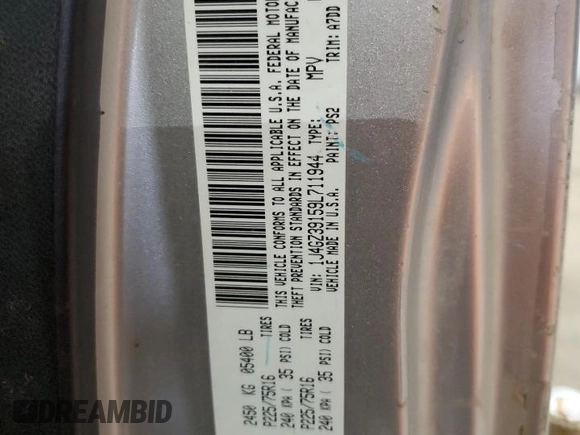 2450 KG 05400 LB
P225/75R16 TIRES
240 KPA ( 35 PSI) COLD
P225/75R16 TIRES
240 KPA ( 35 PSI) COLD
THIS VEHICLE CONFORMS TO ALL APPLICABLE U.S.A. FEDERAL MOTOR
THEFT PREVENTION STANDARDS IN EFFECT ON THE DATE OF MANUFAC
VIN: 1J4GZ39159L711944 TYPE: MPV
VEHICLE MADE IN U.S.A. PAINT: PS2 TRIM: A7DD
DREAMBID